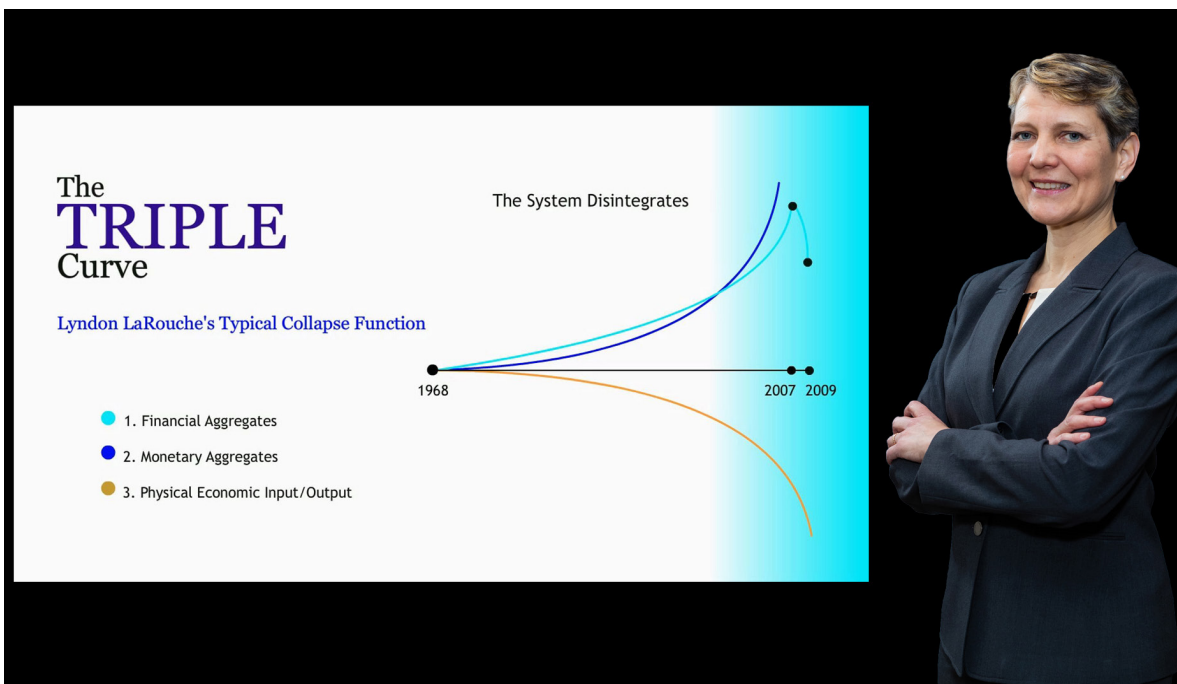 The
TRIPLE
Curve
Lyndon LaRouche's Typical Collapse Function
1. Financial Aggregates
2. Monetary Aggregates
3. Physical Economic Input/Output
The System Disintegrates
1968
2007
2009